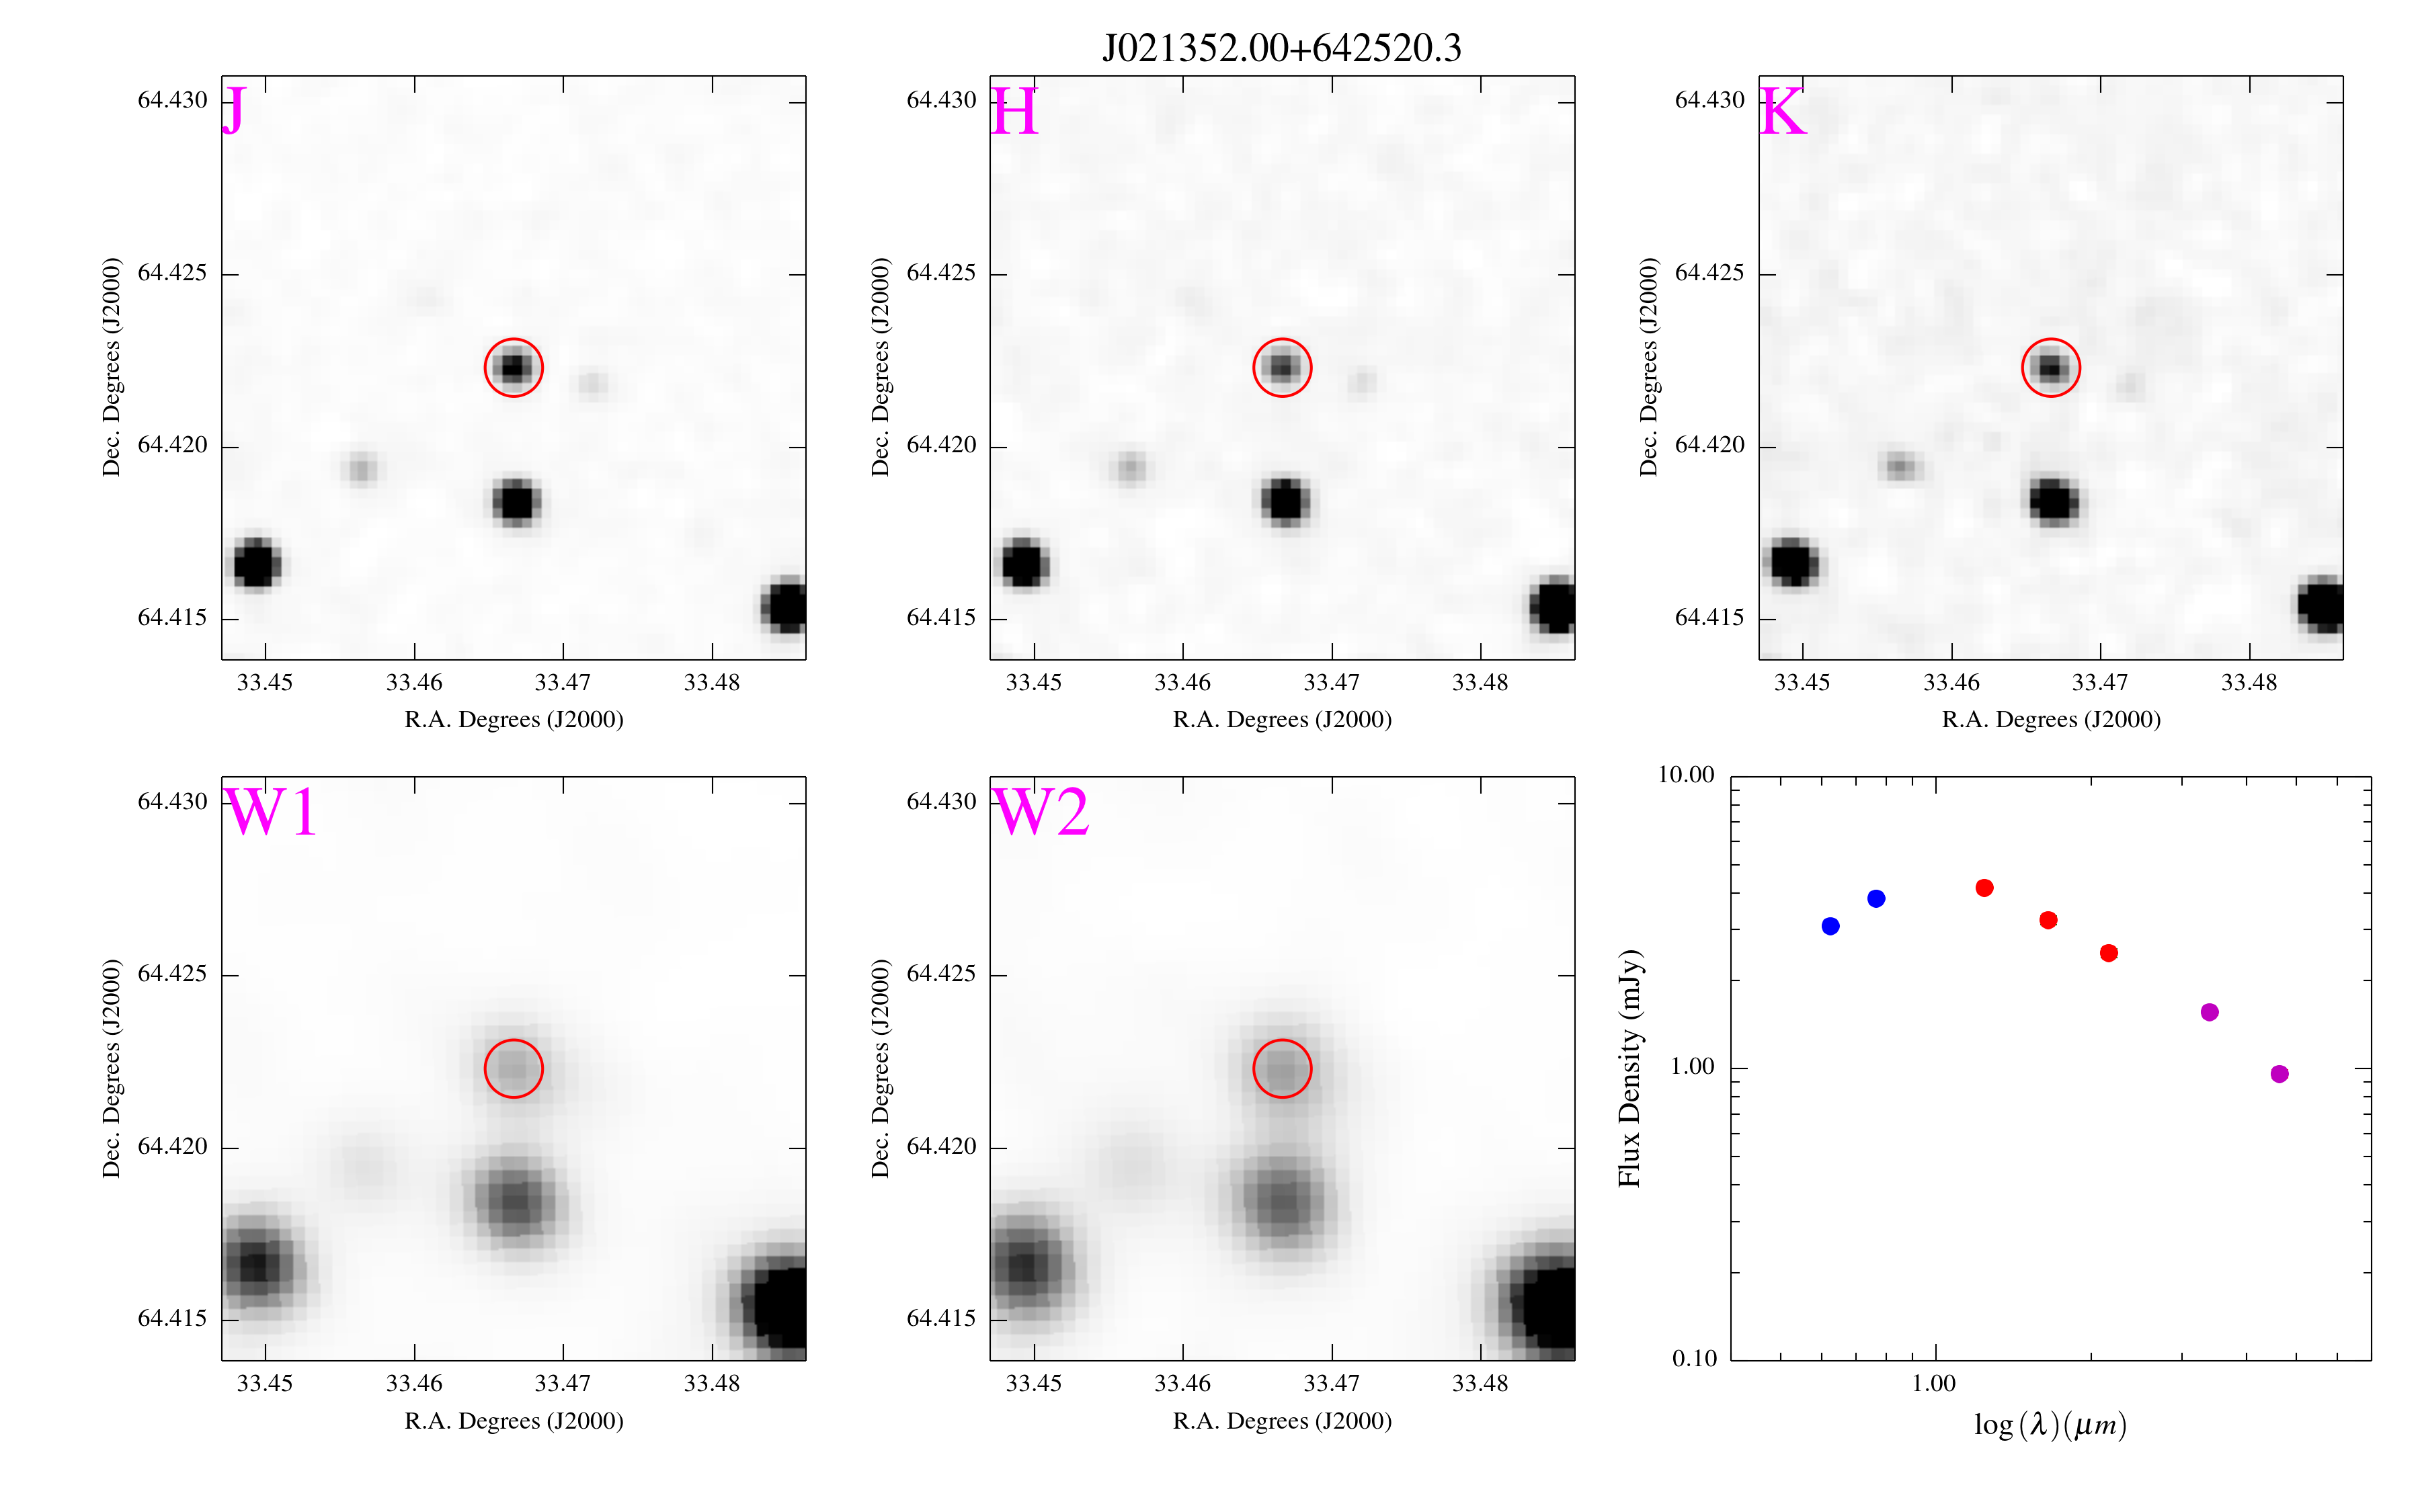 J021352.00+642520.3
J
H
K
64.430
64.425
64.420
64.415
Dec. Degrees (J2000)
33.45 33.46 33.47 33.48
R.A. Degrees (J2000)
64.430
64.425
64.420
64.415
Dec. Degrees (J2000)
33.45 33.46 33.47 33.48
R.A. Degrees (J2000)
64.430
64.425
64.420
64.415
Dec. Degrees (J2000)
33.45 33.46 33.47 33.48
R.A. Degrees (J2000)
W1
64.430
64.425
64.420
64.415
Dec. Degrees (J2000)
33.45 33.46 33.47 33.48
R.A. Degrees (J2000)
W2
64.430
64.425
64.420
64.415
Dec. Degrees (J2000)
33.45 33.46 33.47 33.48
R.A. Degrees (J2000)
10.00
1.00
0.10
Flux Density (mJy)
1.00
log(λ)(μm)